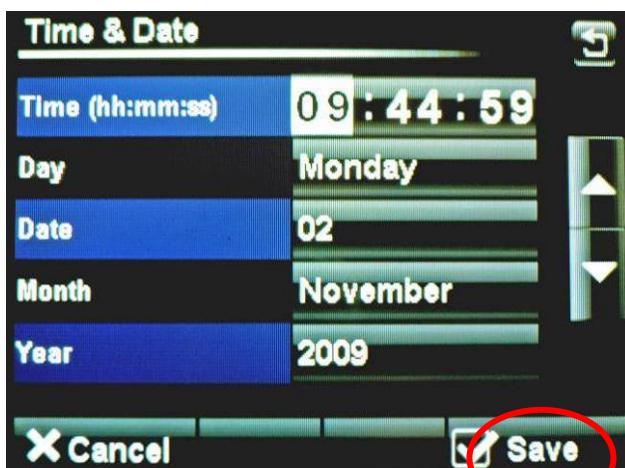 Time & Date
Time (hh:mm:ss) 09:44:59
Day Monday
Date 02
Month November
Year 2009
Cancel Save